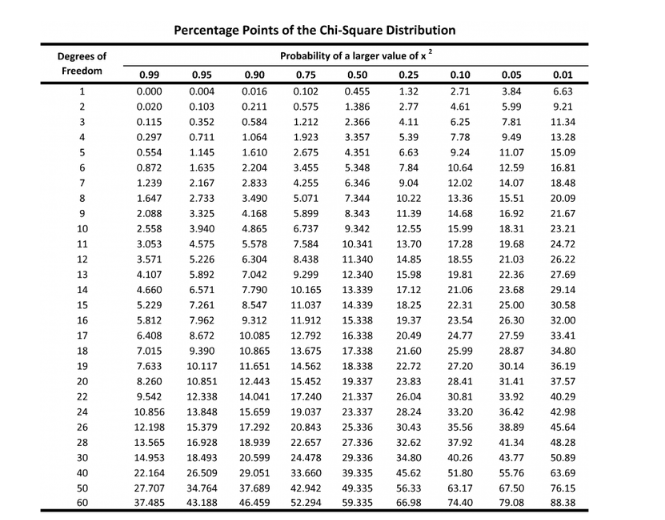 Percentage Points of the Chi-Square Distribution
Degrees of Freedom Probability of a larger value of x 2
0.99 0.95 0.90 0.75 0.50 0.25 0.10 0.05 0.01
1 0.000 0.004 0.016 0.102 0.455 1.32 2.71 3.84 6.63
2 0.020 0.103 0.211 0.575 1.386 2.77 4.61 5.99 9.21
3 0.115 0.352 0.584 1.212 2.366 4.11 6.25 7.81 11.34
4 0.297 0.711 1.064 1.923 3.357 5.39 7.78 9.49 13.28
5 0.554 1.145 1.610 2.675 4.351 6.63 9.24 11.07 15.09
6 0.872 1.635 2.204 3.455 5.348 7.84 10.64 12.59 16.81
7 1.239 2.167 2.833 4.255 6.346 9.04 12.02 14.07 18.48
8 1.647 2.733 3.490 5.071 7.344 10.22 13.36 15.51 20.09
9 2.088 3.325 4.168 5.899 8.343 11.39 14.68 16.92 21.67
10 2.558 3.940 4.865 6.737 9.342 12.55 15.99 18.31 23.21
11 3.053 4.575 5.578 7.584 10.341 13.70 17.28 19.68 24.72
12 3.571 5.226 6.304 8.438 11.340 14.85 18.55 21.03 26.22
13 4.107 5.892 7.042 9.299 12.340 15.98 19.81 22.36 27.69
14 4.660 6.571 7.790 10.165 13.339 17.12 21.06 23.68 29.14
15 5.229 7.261 8.547 11.037 14.339 18.25 22.31 25.00 30.58
16 5.812 7.962 9.312 11.912 15.338 19.37 23.54 26.30 32.00
17 6.408 8.672 10.085 12.792 16.338 20.49 24.77 27.59 33.41
18 7.015 9.390 10.865 13.675 17.338 21.60 25.99 28.87 34.80
19 7.633 10.117 11.651 14.562 18.338 22.72 27.20 30.14 36.19
20 8.260 10.851 12.443 15.452 19.337 23.83 28.41 31.41 37.57
22 9.542 12.338 14.041 17.240 21.337 26.04 30.81 33.92 40.29
24 10.856 13.848 15.659 19.037 23.337 28.24 33.20 36.42 42.98
26 12.198 15.379 17.292 20.843 25.336 30.43 35.56 38.89 45.64
28 13.565 16.928 18.939 22.657 27.336 32.62 37.92 41.34 48.28
30 14.953 18.493 20.599 24.478 29.336 34.80 40.26 43.77 50.89
40 22.164 26.509 29.051 33.660 39.335 45.62 51.80 55.76 63.69
50 27.707 34.764 37.689 42.942 49.335 56.33 63.17 67.50 76.15
60 37.485 43.188 46.459 52.294 59.335 66.98 74.40 79.08 88.38